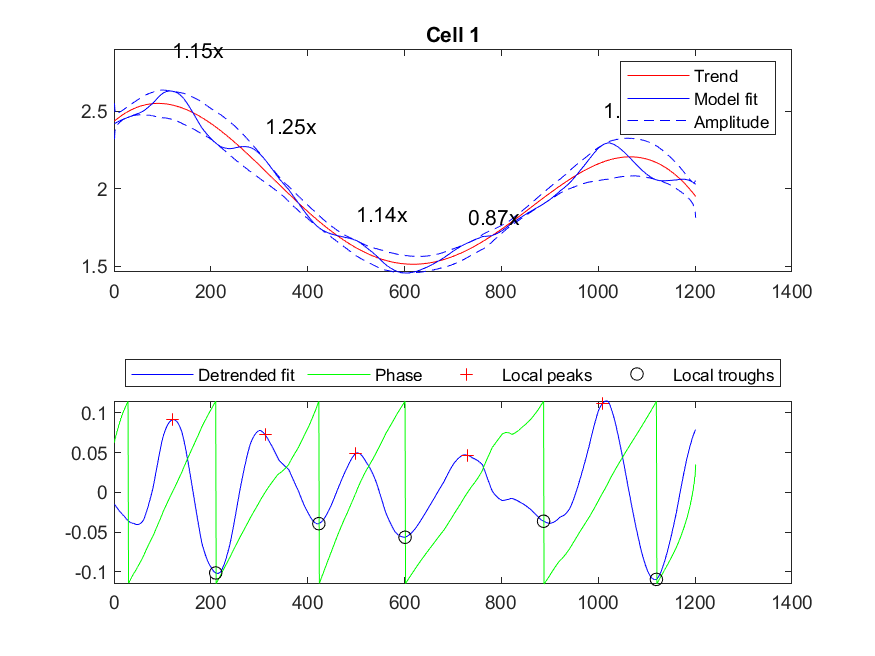 Cell 1
1.15x
1.25x
1.14x
0.87x
1.
Trend
Model fit
Amplitude
2.5
2
1.5
0 200 400 600 800 1000 1200 1400
Detrended fit Phase Local peaks Local troughs
0.1
0.05
0
-0.05
-0.1
0 200 400 600 800 1000 1200 1400